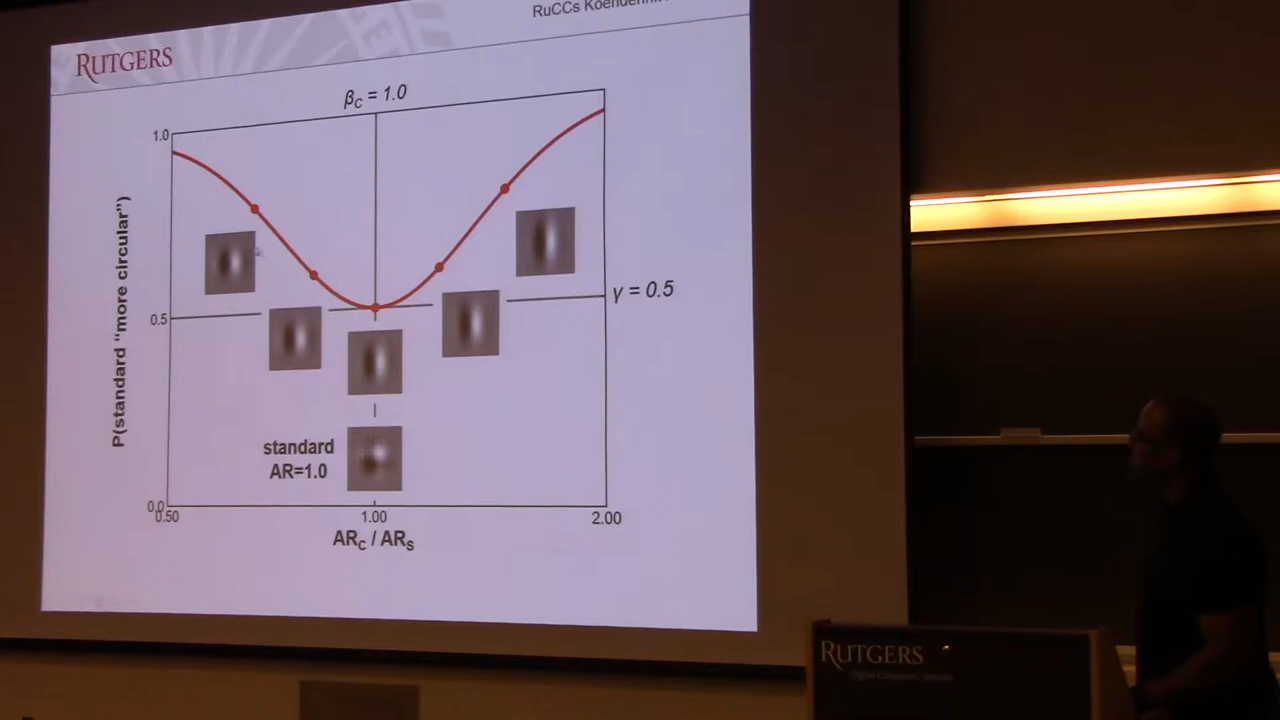 RuCCs Koenderink
RUTGERS
βC = 1.0
1.0
P(standard “more circular”)
γ = 0.5
0.5
standard
AR=1.0
0.0
0.50
1.00
2.00
ARC / ARS
RUTGERS